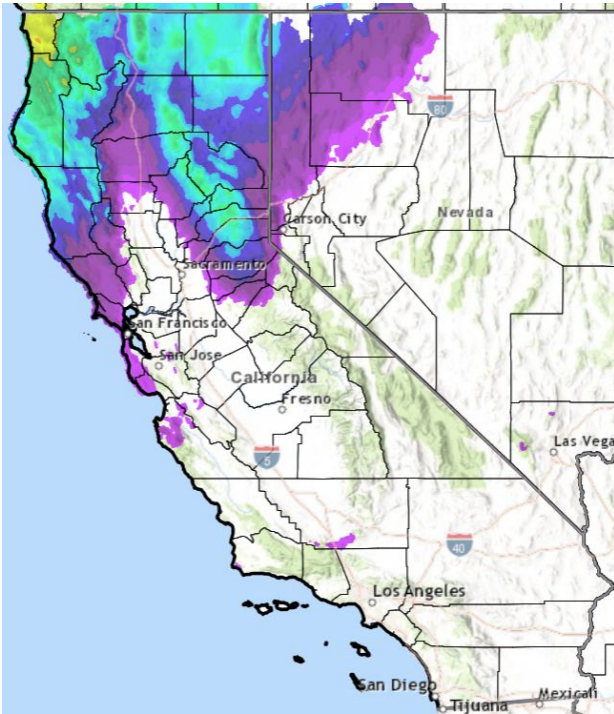 80
Carson City
Nevada
Sacramento
San Francisco
San Jose
California
Fresno
5
Las Vega
40
Los Angeles
San Diego
Tijuana
Mexicali